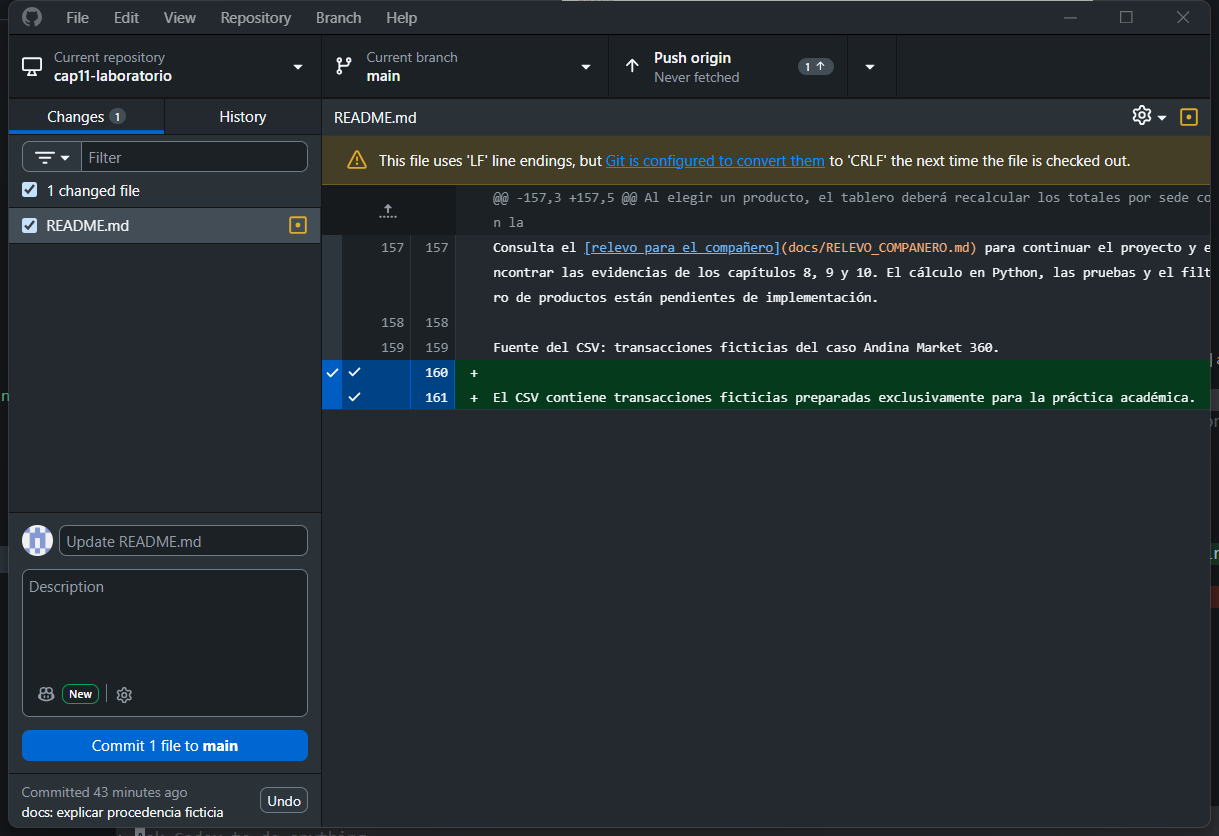 File Edit View Repository Branch Help
Current repository
cap11-laboratorio
Current branch
main
Push origin
Never fetched
1
Changes 1
History
README.md
Filter
This file uses 'LF' line endings, but Git is configured to convert them to 'CRLF' the next time the file is checked out.
1 changed file
README.md
@@ -157,3 +157,5 @@ Al elegir un producto, el tablero deberá recalcular los totales por sede co
n la
157 157 Consulta el [relevo para el compañero](docs/RELEVO_COMPANERO.md) para continuar el proyecto y e
ncontrar las evidencias de los capítulos 8, 9 y 10. El cálculo en Python, las pruebas y el filt
ro de productos están pendientes de implementación.
158 158
159 159 Fuente del CSV: transacciones ficticias del caso Andina Market 360.
160 +
161 + El CSV contiene transacciones ficticias preparadas exclusivamente para la práctica académica.
Update README.md
Description
New
Commit 1 file to main
Committed 43 minutes ago
docs: explicar procedencia ficticia
Undo